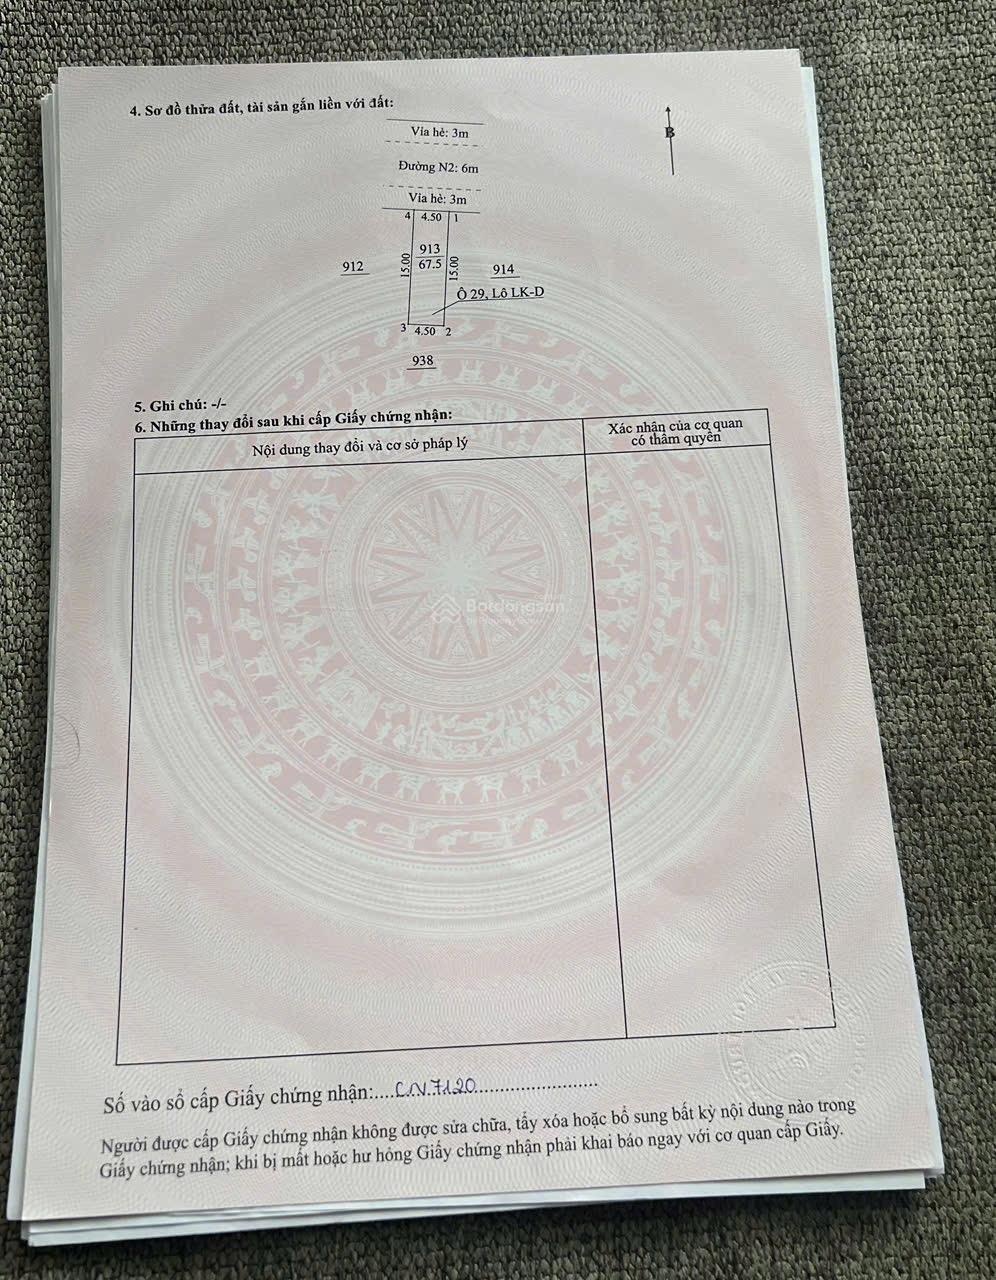 4. Sơ đồ thửa đất, tài sản gắn liền với đất:
Vỉa hè: 3m
B
Đường N2: 6m
Vỉa hè: 3m
4 4.50 1
913
67.5
15.00
15.00
912
914
Ô 29, Lô LK-D
3 4.50 2
938
5. Ghi chú: -/-
6. Những thay đổi sau khi cấp Giấy chứng nhận:
Nội dung thay đổi và cơ sở pháp lý
Xác nhận của cơ quan
có thẩm quyền
Batdongsan
by PropertyGuru
Số vào sổ cấp Giấy chứng nhận:....CN.7120..........................
Người được cấp Giấy chứng nhận không được sửa chữa, tẩy xóa hoặc bổ sung bất kỳ nội dung nào trong
Giấy chứng nhận; khi bị mất hoặc hư hỏng Giấy chứng nhận phải khai báo ngay với cơ quan cấp Giấy.